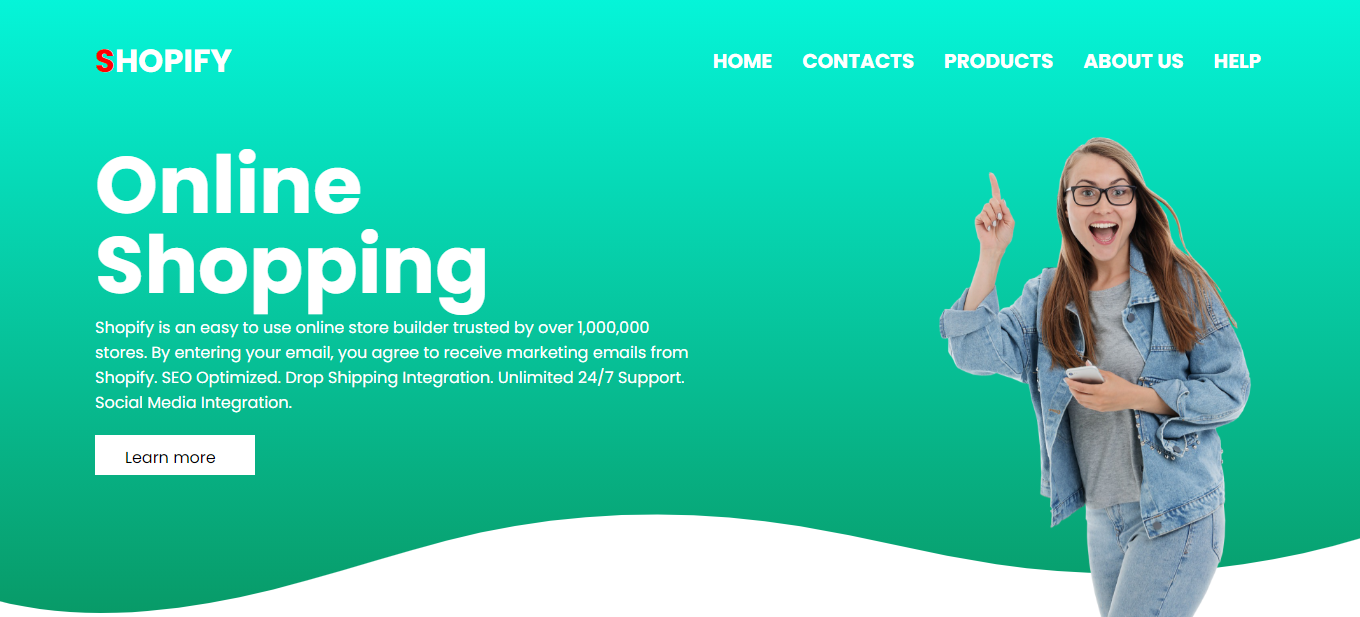 SHOPIFY
HOME CONTACTS PRODUCTS ABOUT US HELP
Online
Shopping
Shopify is an easy to use online store builder trusted by over 1,000,000
stores. By entering your email, you agree to receive marketing emails from
Shopify. SEO Optimized. Drop Shipping Integration. Unlimited 24/7 Support.
Social Media Integration.
Learn more